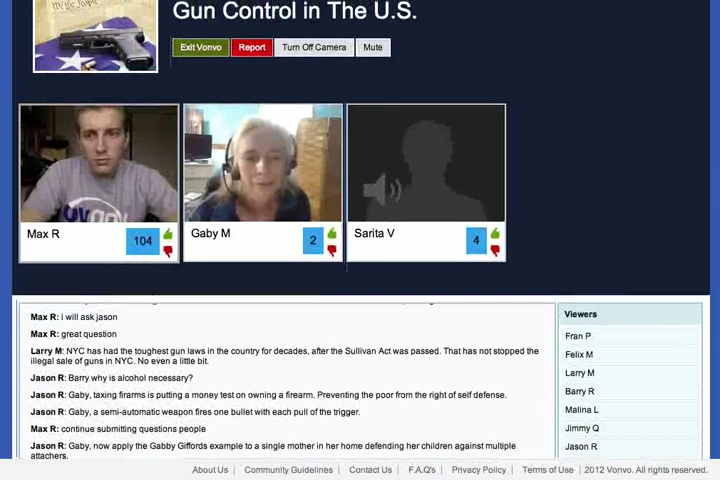 We the People
Gun Control in The U.S.
Exit Vonvo
Report
Turn Off Camera
Mute
Max R
104
Gaby M
2
Sarita V
4
Max R: i will ask jason
Max R: great question
Larry M: NYC has had the toughest gun laws in the country for decades, after the Sullivan Act was passed. That has not stopped the
illegal sale of guns in NYC. No even a little bit.
Jason R: Barry why is alcohol necessary?
Jason R: Gaby, taxing firarms is putting a money test on owning a firearm. Preventing the poor from the right of self defense.
Jason R: Gaby, a semi-automatic weapon fires one bullet with each pull of the trigger.
Max R: continue submitting questions people
Jason R: Gaby, now apply the Gabby Giffords example to a single mother in her home defending her children against multiple
attachers.
Viewers
Fran P
Felix M
Larry M
Barry R
Malina L
Jimmy Q
Jason R
About Us | Community Guidelines | Contact Us | F.A.Q's | Privacy Policy | Terms of Use | 2012 Vonvo. All rights reserved.